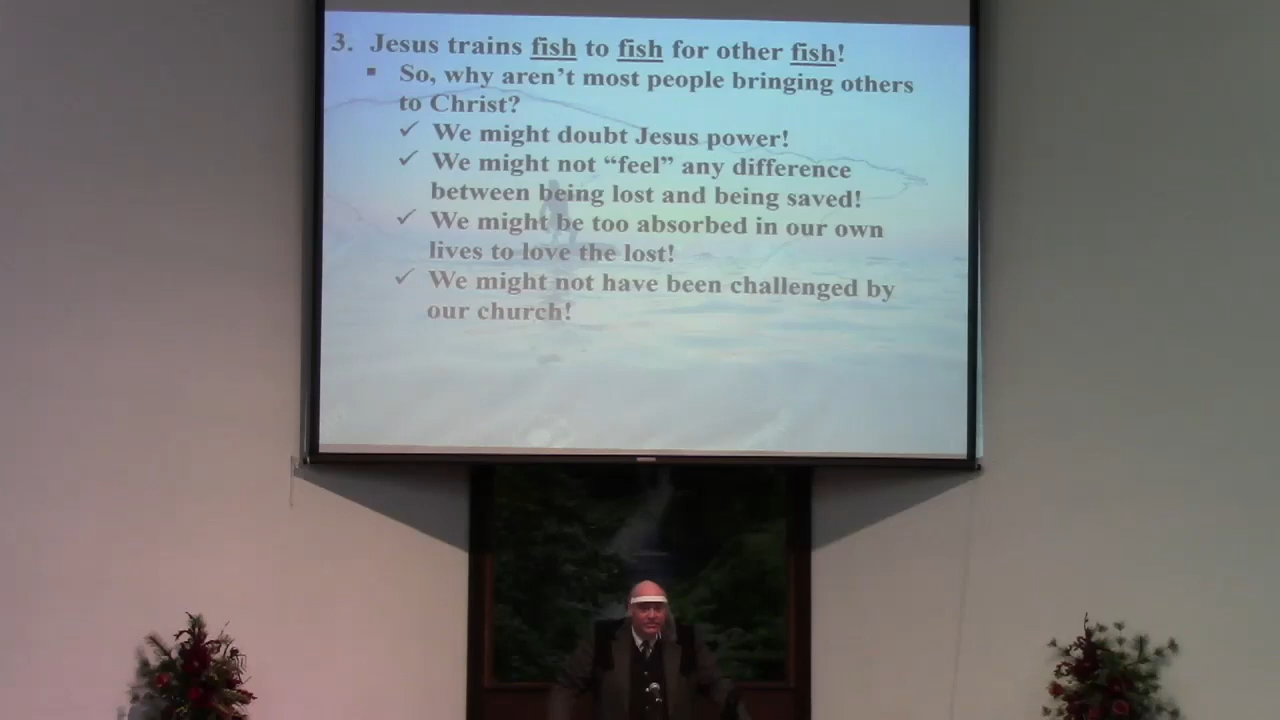 3. Jesus trains fish to fish for other fish!
▪ So, why aren't most people bringing others
to Christ?
✓ We might doubt Jesus power!
✓ We might not “feel” any difference
between being lost and being saved!
✓ We might be too absorbed in our own
lives to love the lost!
✓ We might not have been challenged by
our church!